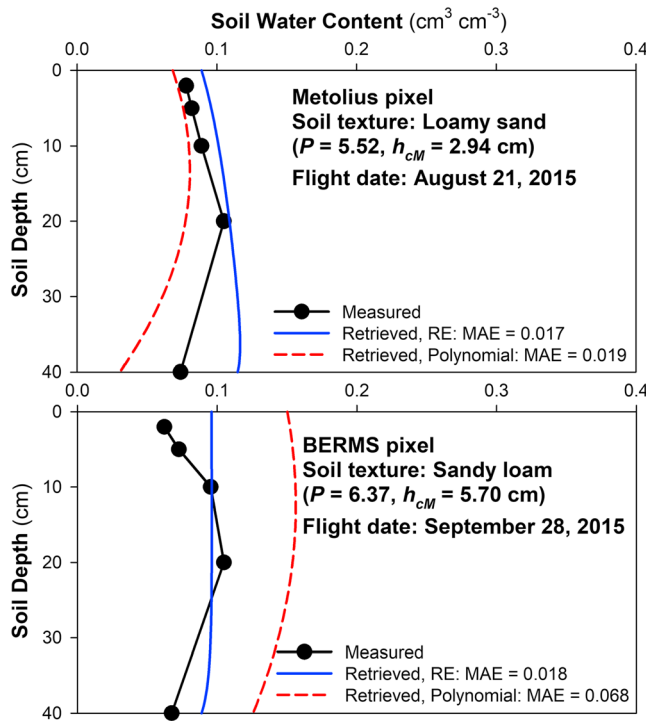 Soil Water Content (cm³ cm⁻³)
0.0 0.1 0.2 0.3 0.4
0
10
20
30
40
Soil Depth (cm)
Metolius pixel
Soil texture: Loamy sand
(P = 5.52, hcM = 2.94 cm)
Flight date: August 21, 2015
Measured
Retrieved, RE: MAE = 0.017
Retrieved, Polynomial: MAE = 0.019
0.0 0.1 0.2 0.3 0.4
0
10
20
30
40
Soil Depth (cm)
BERMS pixel
Soil texture: Sandy loam
(P = 6.37, hcM = 5.70 cm)
Flight date: September 28, 2015
Measured
Retrieved, RE: MAE = 0.018
Retrieved, Polynomial: MAE = 0.068